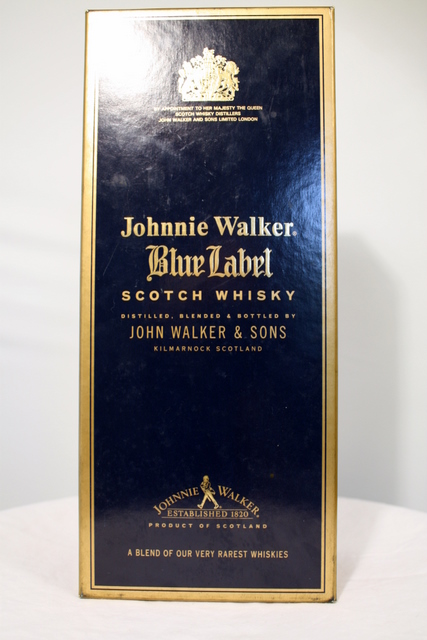 BY APPOINTMENT TO HER MAJESTY THE QUEEN
SCOTCH WHISKY DISTILLERS
JOHN WALKER AND SONS LIMITED LONDON
Johnnie Walker®
Blue Label
SCOTCH WHISKY
DISTILLED, BLENDED & BOTTLED BY
JOHN WALKER & SONS
KILMARNOCK SCOTLAND
JOHNNIE WALKER®
ESTABLISHED 1820
PRODUCT OF SCOTLAND
A BLEND OF OUR VERY RAREST WHISKIES